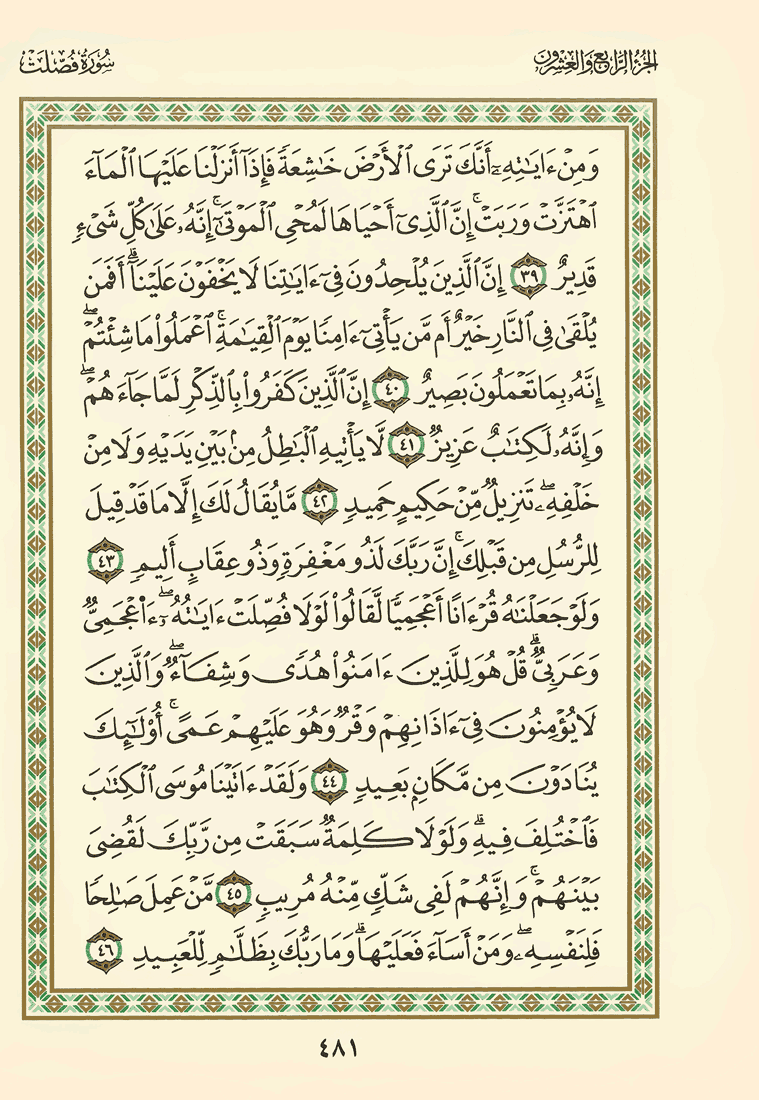 الجزء الرابع والعشرون
سورة فصلت
وَمِنْ ءَايَٰتِهِۦٓ أَنَّكَ تَرَى ٱلْأَرْضَ خَٰشِعَةً فَإِذَآ أَنزَلْنَا عَلَيْهَا ٱلْمَآءَ
ٱهْتَزَّتْ وَرَبَتْ ۚ إِنَّ ٱلَّذِىٓ أَحْيَاهَا لَمُحْىِ ٱلْمَوْتَىٰٓ ۚ إِنَّهُۥ عَلَىٰ كُلِّ شَىْءٍ
قَدِيرٌ ٣٩ إِنَّ ٱلَّذِينَ يُلْحِدُونَ فِىٓ ءَايَٰتِنَا لَا يَخْفَوْنَ عَلَيْنَآ ۗ أَفَمَن
يُلْقَىٰ فِى ٱلنَّارِ خَيْرٌ أَم مَّن يَأْتِىٓ ءَامِنًا يَوْمَ ٱلْقِيَٰمَةِ ۚ ٱعْمَلُوا۟ مَا شِئْتُمْ ۖ
إِنَّهُۥ بِمَا تَعْمَلُونَ بَصِيرٌ ٤٠ إِنَّ ٱلَّذِينَ كَفَرُوا۟ بِٱلذِّكْرِ لَمَّا جَآءَهُمْ ۖ
وَإِنَّهُۥ لَكِتَٰبٌ عَزِيزٌ ٤١ لَّا يَأْتِيهِ ٱلْبَٰطِلُ مِنۢ بَيْنِ يَدَيْهِ وَلَا مِنْ
خَلْفِهِۦ ۖ تَنزِيلٌ مِّنْ حَكِيمٍ حَمِيدٍ ٤٢ مَّا يُقَالُ لَكَ إِلَّا مَا قَدْ قِيلَ
لِلرُّسُلِ مِن قَبْلِكَ ۚ إِنَّ رَبَّكَ لَذُو مَغْفِرَةٍ وَذُو عِقَابٍ أَلِيمٍ ٤٣
وَلَوْ جَعَلْنَٰهُ قُرْءَانًا أَعْجَمِيًّا لَّقَالُوا۟ لَوْلَا فُصِّلَتْ ءَايَٰتُهُۥٓ ۖ ءَا۬عْجَمِىٌّ
وَعَرَبِىٌّ ۗ قُلْ هُوَ لِلَّذِينَ ءَامَنُوا۟ هُدًى وَشِفَآءٌ ۖ وَٱلَّذِينَ
لَا يُؤْمِنُونَ فِىٓ ءَاذَانِهِمْ وَقْرٌ وَهُوَ عَلَيْهِمْ عَمًى ۚ أُو۟لَٰٓئِكَ
يُنَادَوْنَ مِن مَّكَانٍۭ بَعِيدٍ ٤٤ وَلَقَدْ ءَاتَيْنَا مُوسَى ٱلْكِتَٰبَ
فَٱخْتُلِفَ فِيهِ ۗ وَلَوْلَا كَلِمَةٌ سَبَقَتْ مِن رَّبِّكَ لَقُضِىَ
بَيْنَهُمْ ۚ وَإِنَّهُمْ لَفِى شَكٍّ مِّنْهُ مُرِيبٍ ٤٥ مَّنْ عَمِلَ صَٰلِحًا
فَلِنَفْسِهِۦ ۖ وَمَنْ أَسَآءَ فَعَلَيْهَا ۗ وَمَا رَبُّكَ بِظَلَّٰمٍ لِّلْعَبِيدِ ٤٦
٤٨١